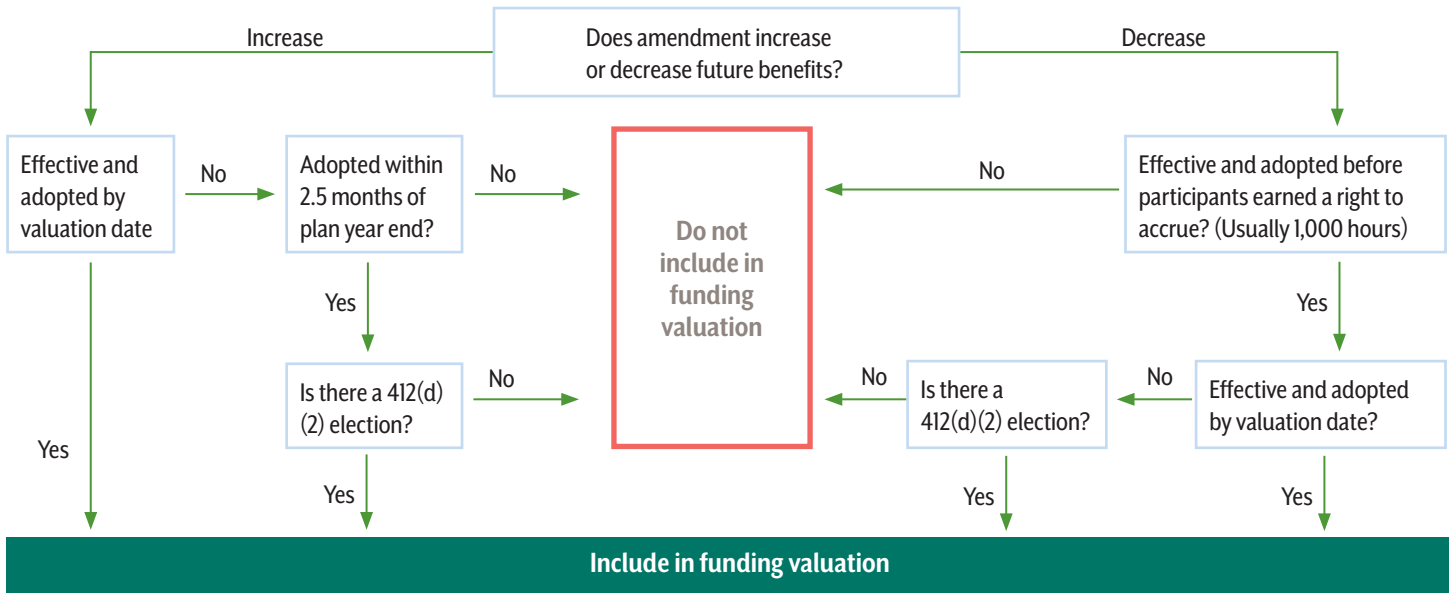 Increase
Does amendment increase
or decrease future benefits?
Decrease
Effective and
adopted by
valuation date
No
Adopted within
2.5 months of
plan year end?
No
Do not
include in
funding
valuation
No
Effective and adopted before
participants earned a right to
accrue? (Usually 1,000 hours)
Yes
Yes
Is there a 412(d)
(2) election?
No
No
Is there a
412(d)(2) election?
No
Effective and adopted
by valuation date?
Yes
Yes
Yes
Yes
Include in funding valuation